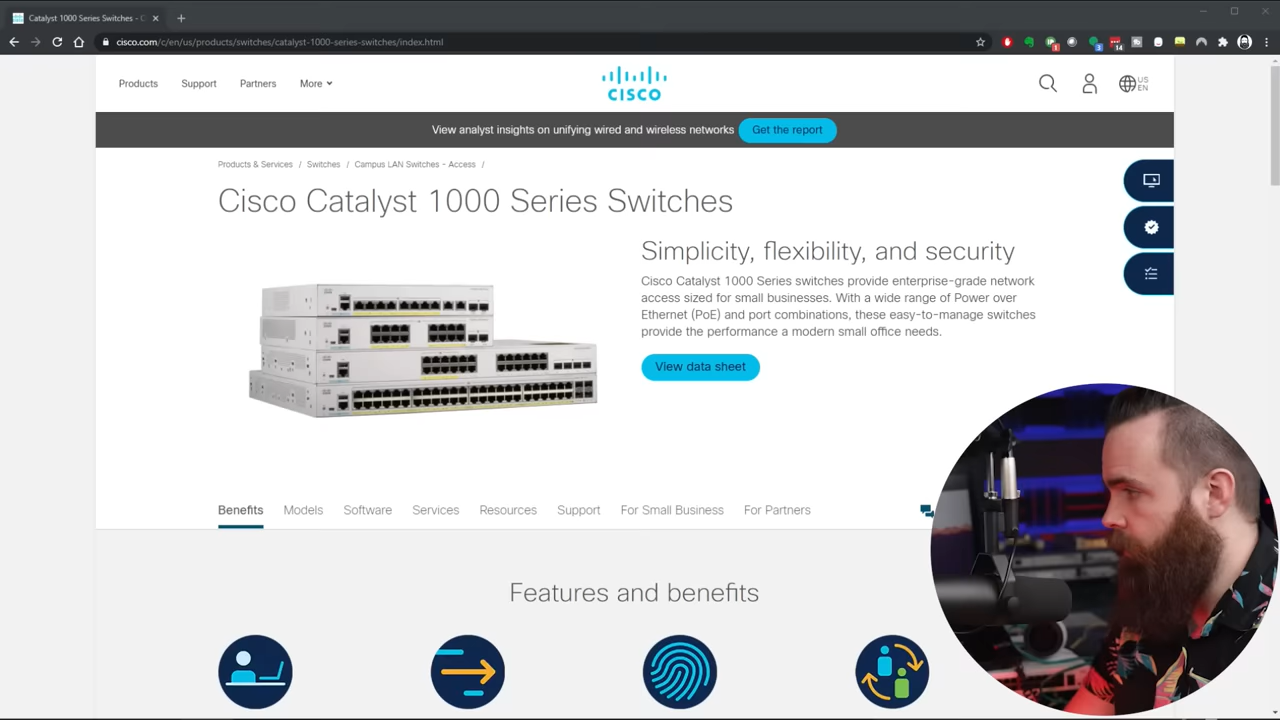 Catalyst 1000 Series Switches - C
cisco.com/c/en/us/products/switches/catalyst-1000-series-switches/index.html
1
3
14
Products Support Partners More
CISCO
US
EN
View analyst insights on unifying wired and wireless networks Get the report
Products & Services / Switches / Campus LAN Switches - Access /
Cisco Catalyst 1000 Series Switches
Simplicity, flexibility, and security
Cisco Catalyst 1000 Series switches provide enterprise-grade network
access sized for small businesses. With a wide range of Power over
Ethernet (PoE) and port combinations, these easy-to-manage switches
provide the performance a modern small office needs.
View data sheet
Benefits Models Software Services Resources Support For Small Business For Partners
Features and benefits